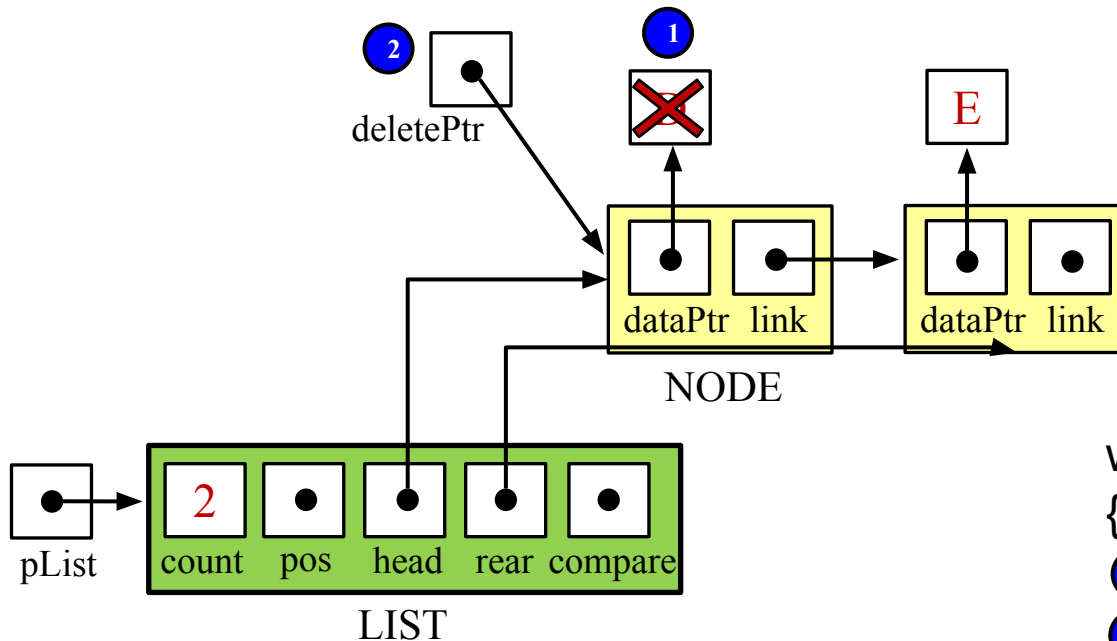 1
2
deletePtr
E
dataPtr link
dataPtr link
NODE
2
pList
count pos head rear compare
LIST
{